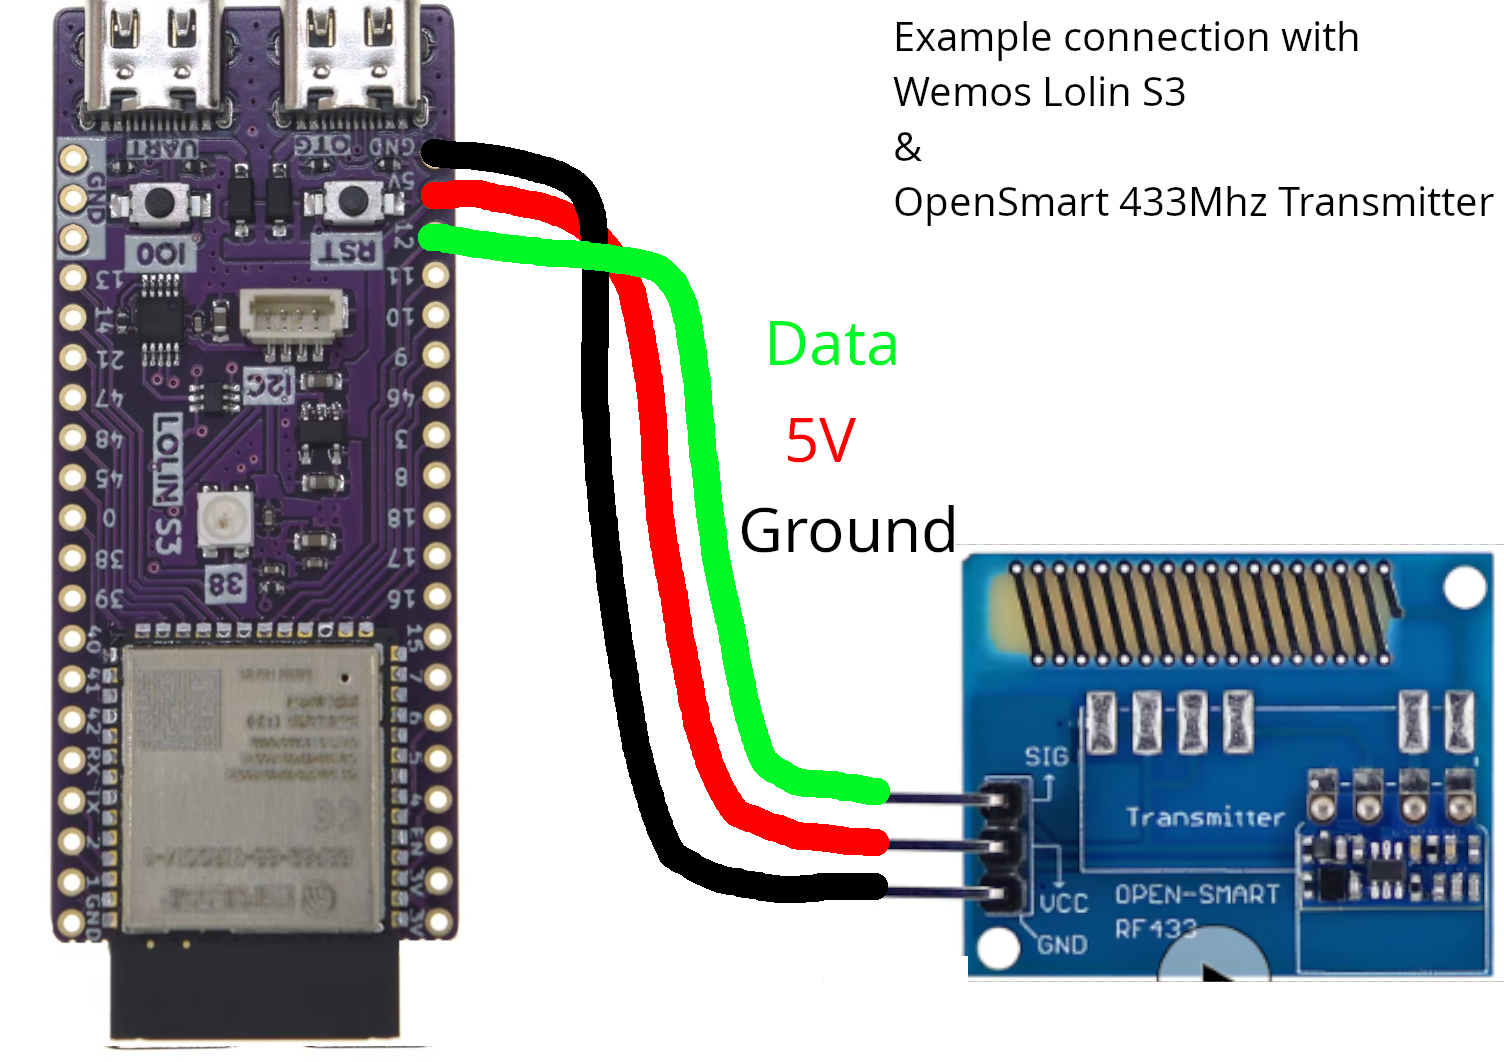 Example connection with
Wemos Lolin S3
&
OpenSmart 433Mhz Transmitter
UART
OTG
GND
5V
12
GND
IO0
RST
13
14
21
47
48
45
0
38
39
40
41
42
RX
TX
2
1
GND
11
10
9
46
3
8
18
17
16
15
7
6
5
4
EN
3V
3V
I2C
LOLIN S3
38
Data
5V
Ground
SIG
Transmitter
VCC
GND
OPEN-SMART
RF433